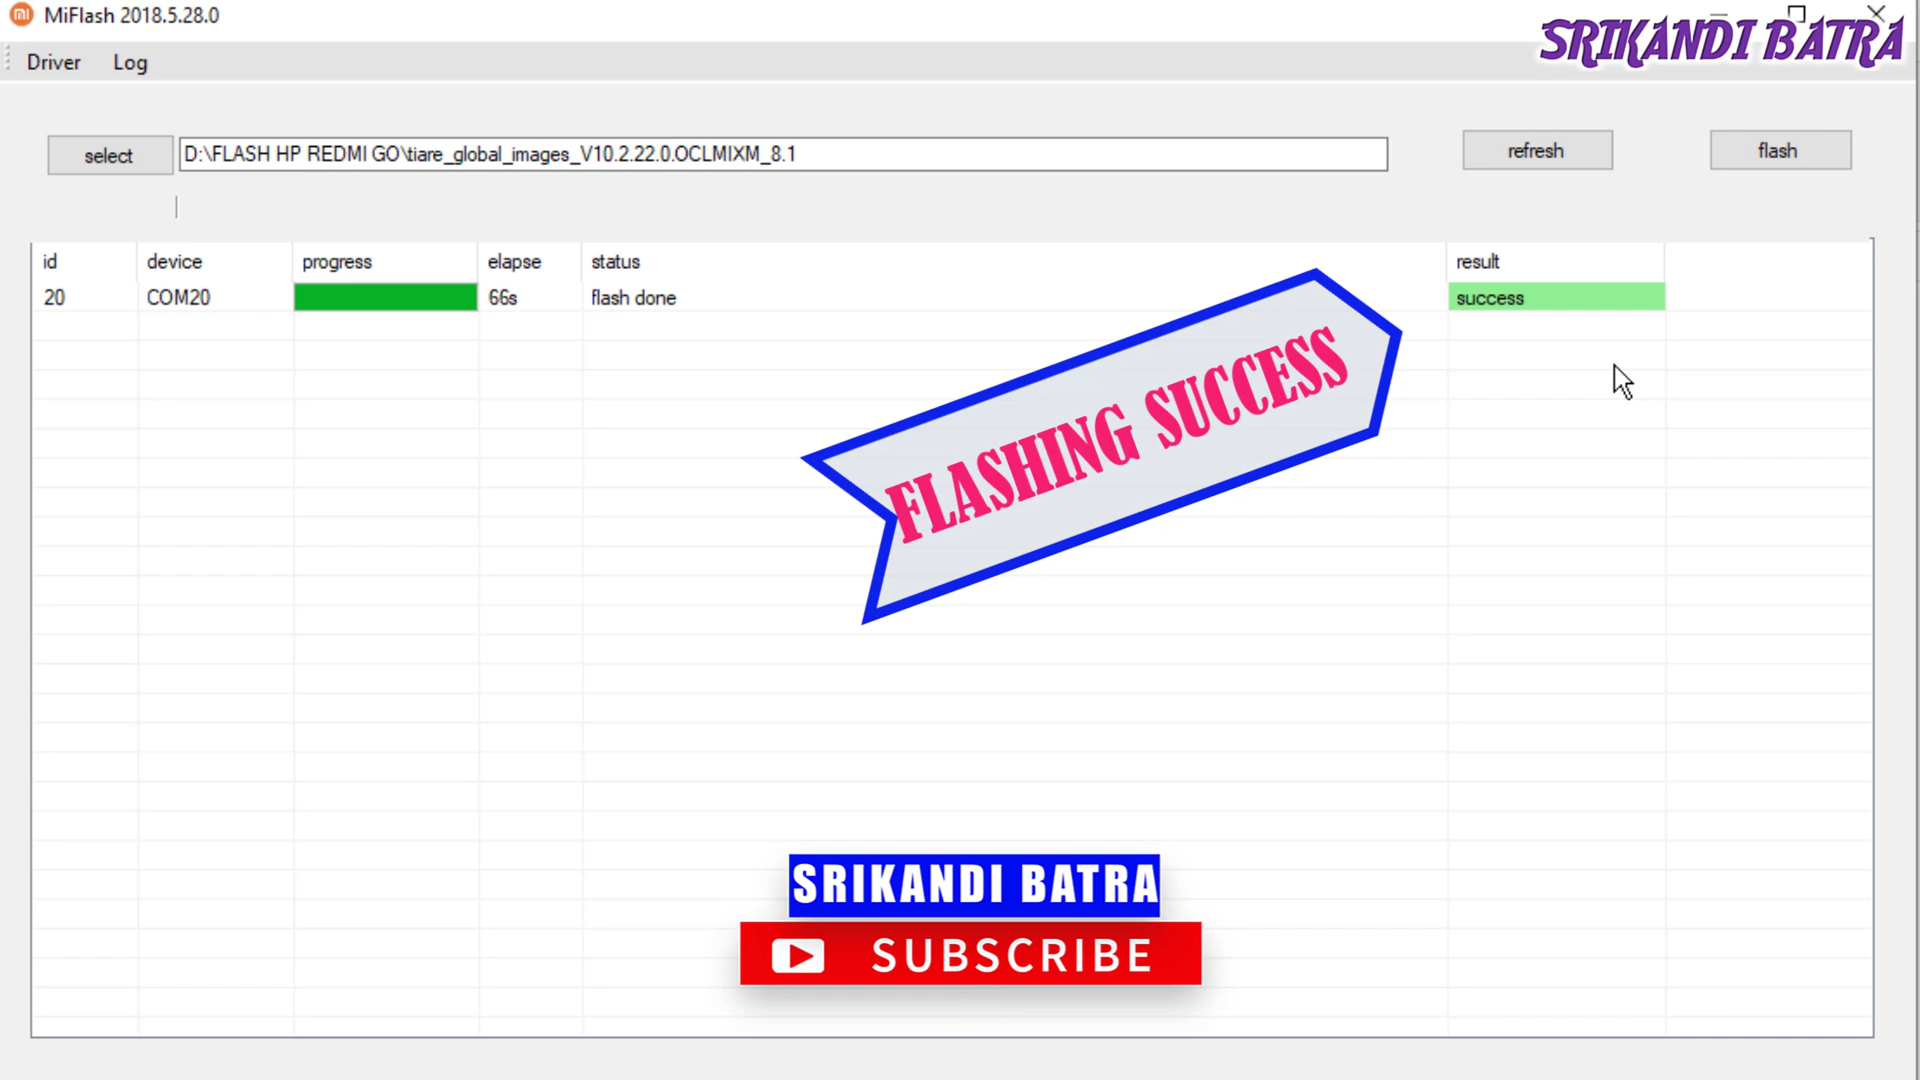 MiFlash 2018.5.28.0
SRIKANDI BATRA
Driver Log
select D:\FLASH HP REDMI GO\tiare_global_images_V10.2.22.0.OCLMIXM_8.1 refresh flash
id device progress elapse status result
20 COM20 66s flash done success
FLASHING SUCCESS
SRIKANDI BATRA
SUBSCRIBE